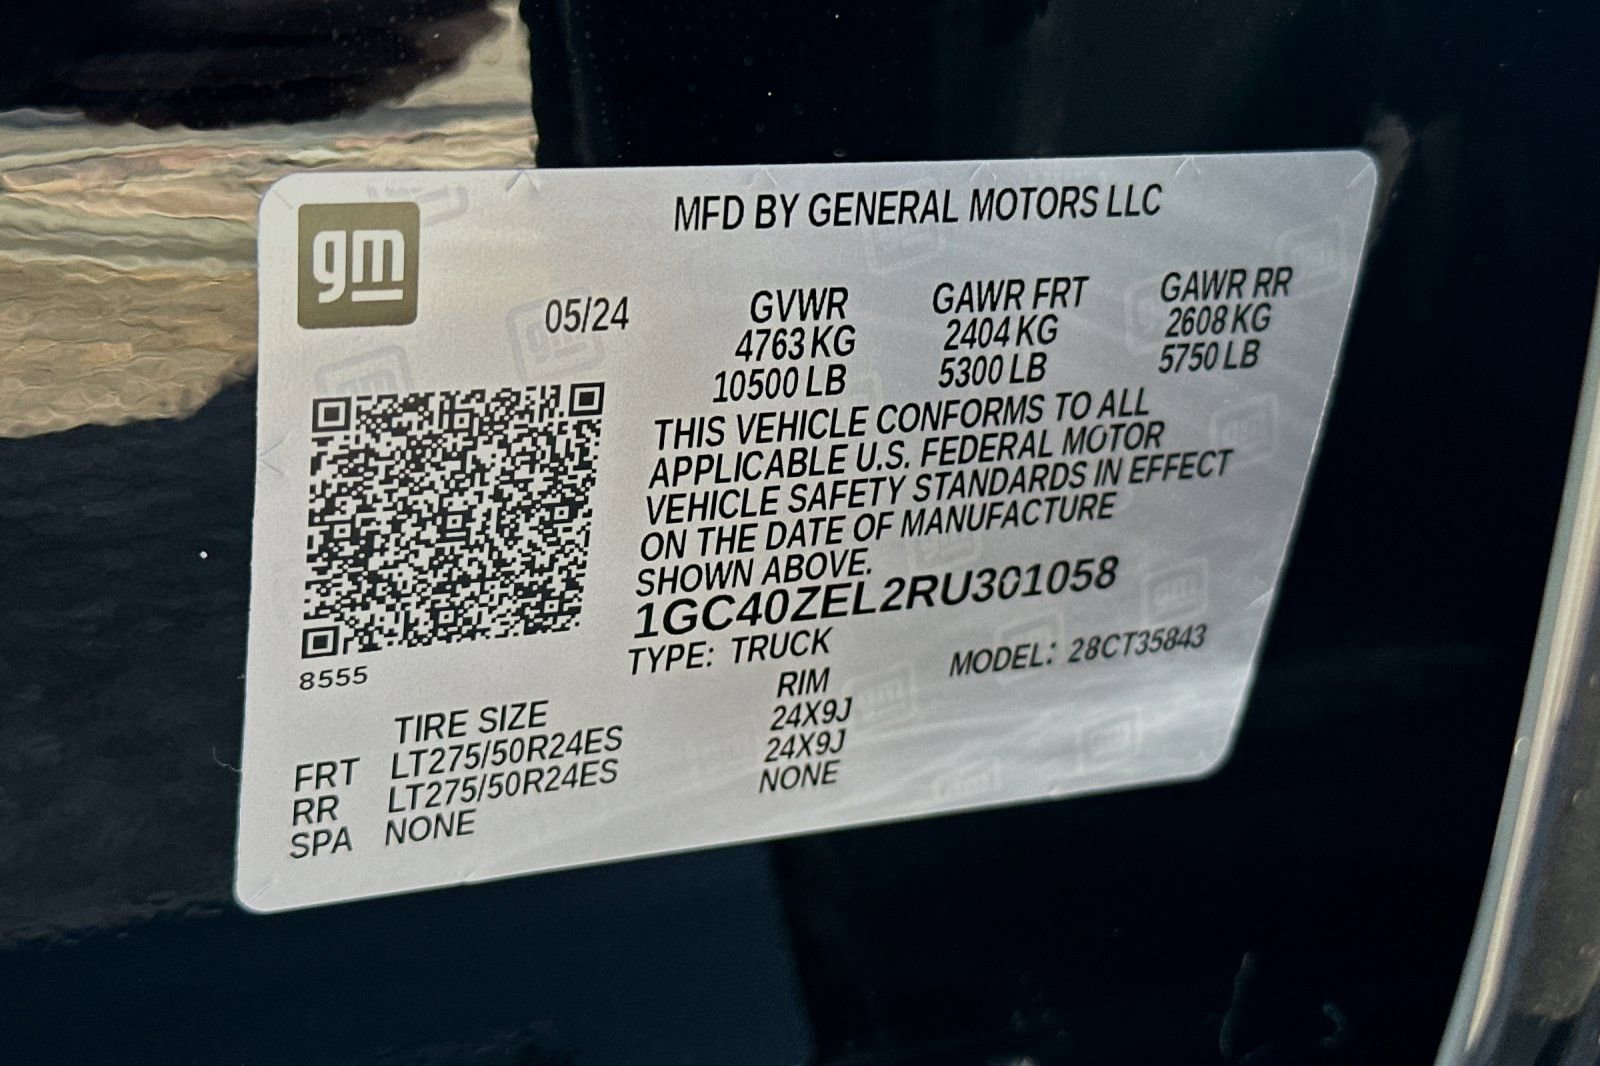 MFD BY GENERAL MOTORS LLC
gm
05/24
GVWR GAWR FRT GAWR RR
4763 KG 2404 KG 2608 KG
10500 LB 5300 LB 5750 LB
THIS VEHICLE CONFORMS TO ALL
APPLICABLE U.S. FEDERAL MOTOR
VEHICLE SAFETY STANDARDS IN EFFECT
ON THE DATE OF MANUFACTURE
SHOWN ABOVE.
1GC40ZEL2RU301058
TYPE: TRUCK MODEL: 28CT35843
8555
TIRE SIZE RIM
FRT LT275/50R24ES 24X9J
RR LT275/50R24ES 24X9J
SPA NONE NONE